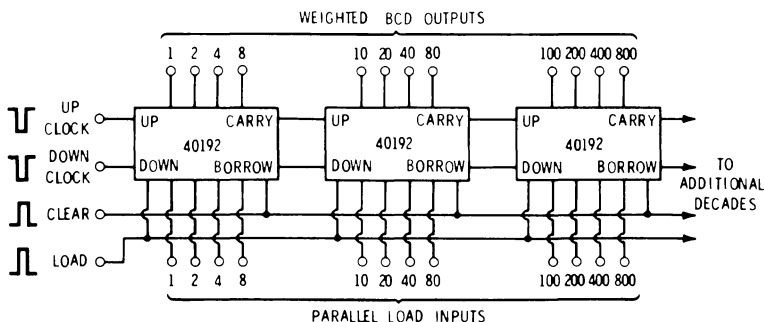 WEIGHTED BCD OUTPUTS
1 2 4 8 10 20 40 80 100 200 400 800
UP CLOCK
UP CARRY UP CARRY UP CARRY
40192 40192 40192
DOWN CLOCK
DOWN BORROW DOWN BORROW DOWN BORROW
TO ADDITIONAL DECADES
CLEAR
LOAD
1 2 4 8 10 20 40 80 100 200 400 800
PARALLEL LOAD INPUTS